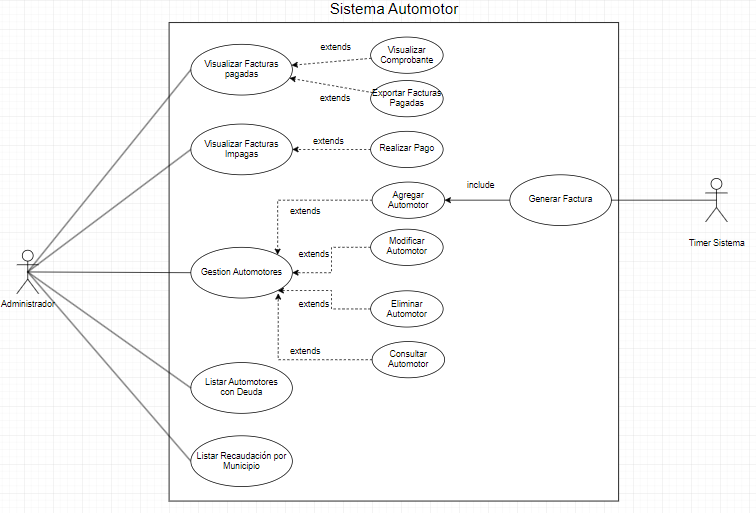 Sistema Automotor
Visualizar Facturas
pagadas
extends
Visualizar
Comprobante
extends
Exportar Facturas
Pagadas
Visualizar Facturas
Impagas
extends
Realizar Pago
Agregar
Automotor
include
Generar Factura
Timer Sistema
extends
Modificar
Automotor
extends
Gestion Automotores
Administrador
extends
Eliminar
Automotor
extends
Consultar
Automotor
Listar Automotores
con Deuda
Listar Recaudación por
Municipio